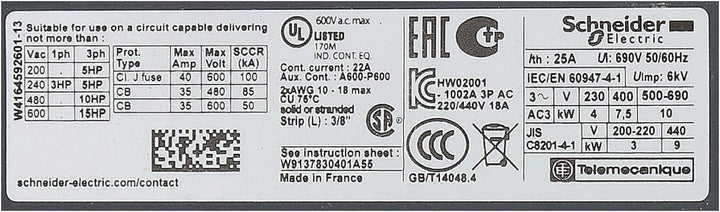 W4164592601-13
Suitable for use on a circuit capable delivering
not more than :
Vac 1ph 3ph Prot. Type Max Amp Max Volt SCCR (kA)
200 - 5HP Cl. J fuse 40 600 100
240 3HP 5HP CB 35 480 85
480 - 10HP CB 35 600 50
600 - 15HP
schneider-electric.com/contact
600V a.c. max
UL
LISTED
170M
IND. CONT. EQ.
Cont. current : 22A
Aux. Cont. : A600-P600
2xAWG 10 - 18 max
CU 75°C
solid or stranded
Strip (L) : 3/8"
SA
See instruction sheet :
W9137830401A55
Made in France
EAC
HW02001
- 1002A 3P AC
220/440V 18A
CCC
GB/T14048.4
Schneider
Electric
Ith : 25A Ui: 690V 50/60Hz
IEC/EN 60947-4-1 Uimp: 6kV
3~ V 230 400 500-690
AC3 kW 4 7,5 10
JIS V 200-220 440
C8201-4-1 kW 3 9
Telemecanique